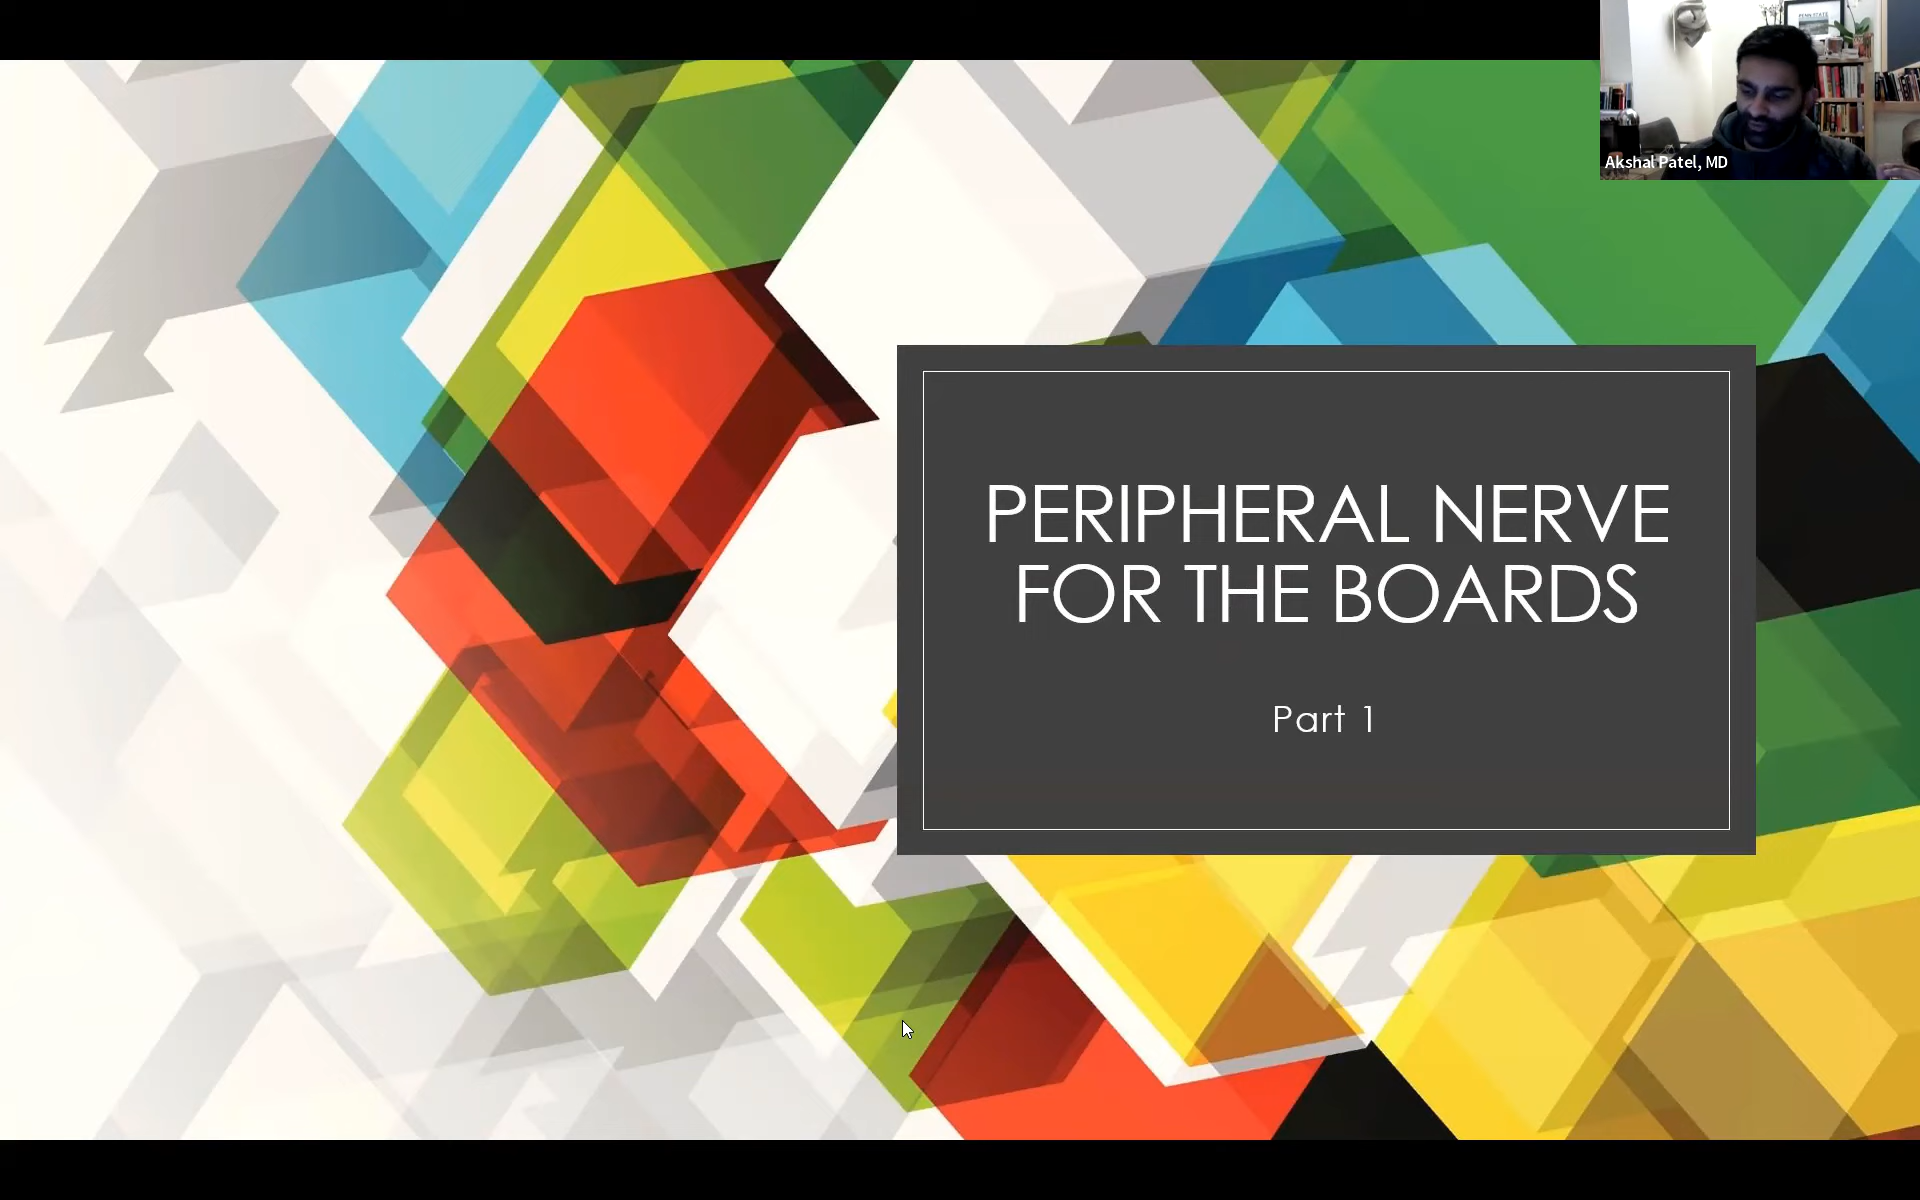 Akshal Patel, MD
PERIPHERAL NERVE
FOR THE BOARDS
Part 1